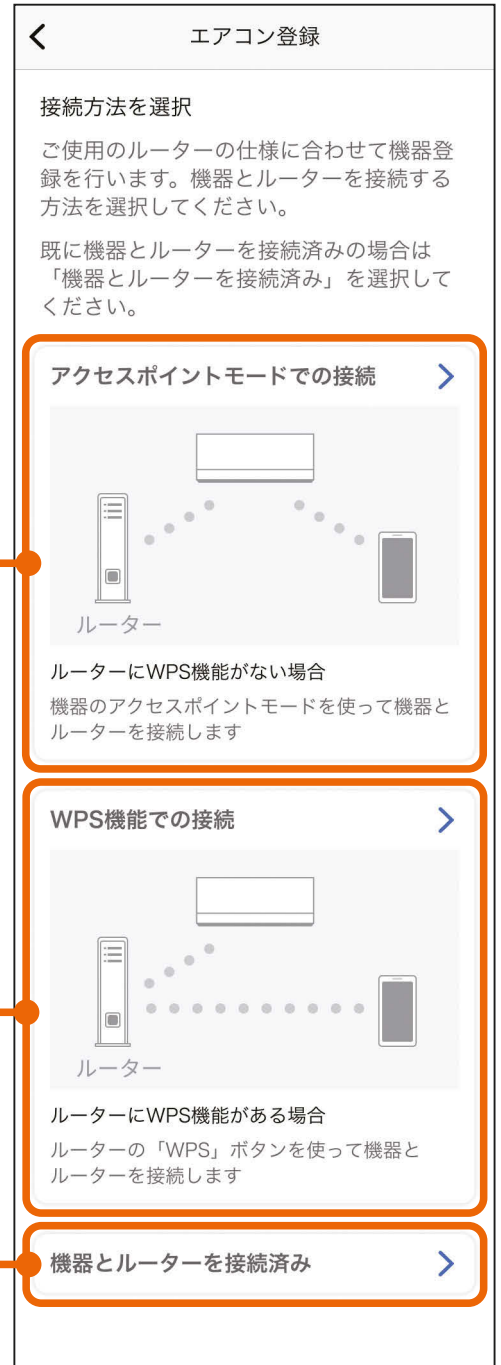 エアコン登録
接続方法を選択
ご使用のルーターの仕様に合わせて機器登
録を行います。機器とルーターを接続する
方法を選択してください。
既に機器とルーターを接続済みの場合は
「機器とルーターを接続済み」を選択して
ください。
アクセスポイントモードでの接続
ルーター
ルーターにWPS機能がない場合
機器のアクセスポイントモードを使って機器と
ルーターを接続します
WPS機能での接続
ルーター
ルーターにWPS機能がある場合
ルーターの「WPS」ボタンを使って機器と
ルーターを接続します
機器とルーターを接続済み